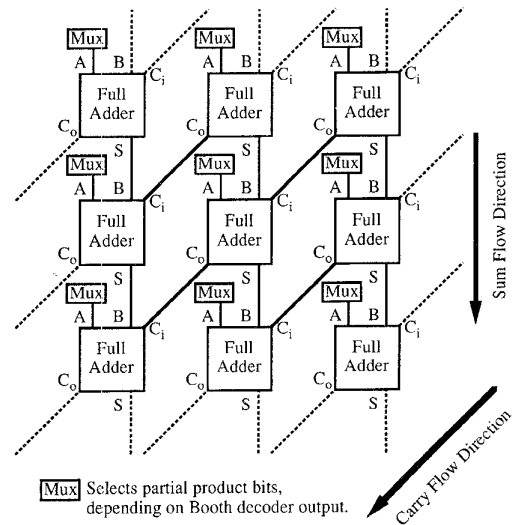 Mux Mux Mux
A B A B A B
Ci Ci Ci
Full Adder Full Adder Full Adder
Co Co Co
S S S
Mux Mux Mux
A B A B A B
Ci Ci Ci
Full Adder Full Adder Full Adder
Co Co Co
S S S
Mux Mux Mux
A B A B A B
Ci Ci Ci
Full Adder Full Adder Full Adder
Co Co Co
S S S
Sum Flow Direction
Carry Flow Direction
Mux Selects partial product bits,
depending on Booth decoder output.